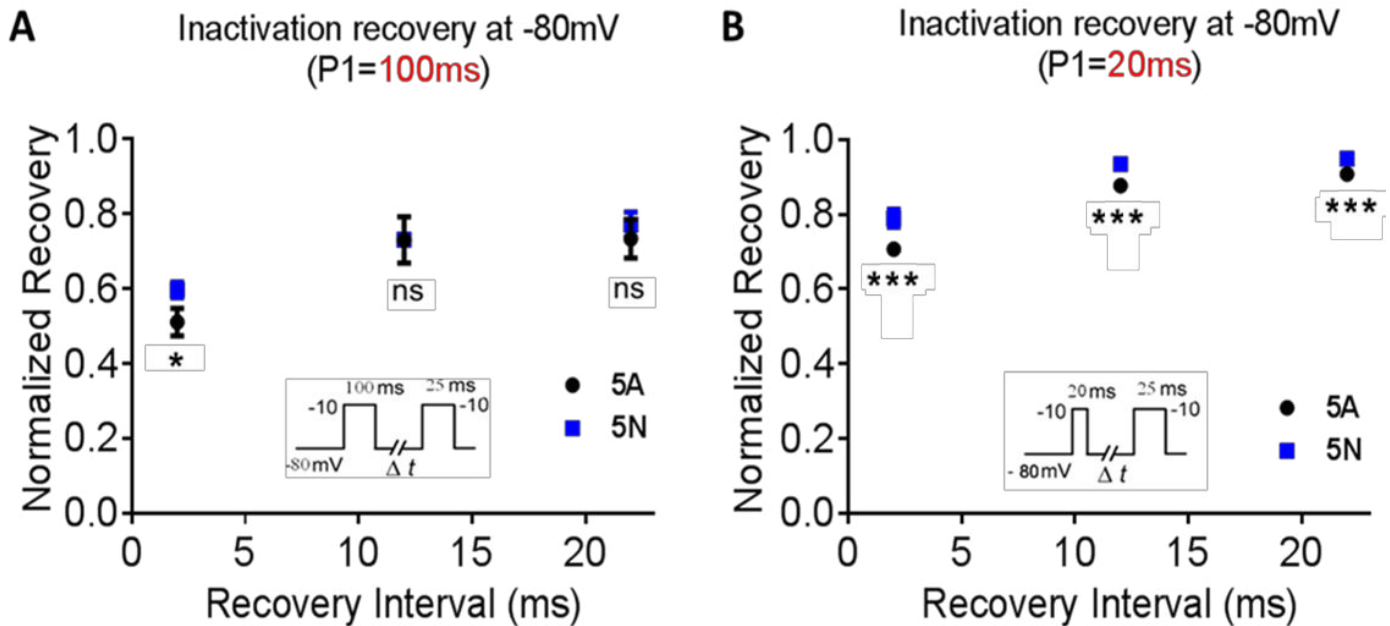 A
Inactivation recovery at -80mV
(P1=100ms)
Normalized Recovery
1.0
0.8
0.6
0.4
0.2
0.0
*
ns
ns
100 ms
25 ms
-10
-10
-80mV
Δ t
5A
5N
0
5
10
15
20
Recovery Interval (ms)
B
Inactivation recovery at -80mV
(P1=20ms)
Normalized Recovery
1.0
0.8
0.6
0.4
0.2
0.0
***
***
***
20ms
25 ms
-10
-10
- 80mV
Δ t
5A
5N
0
5
10
15
20
Recovery Interval (ms)